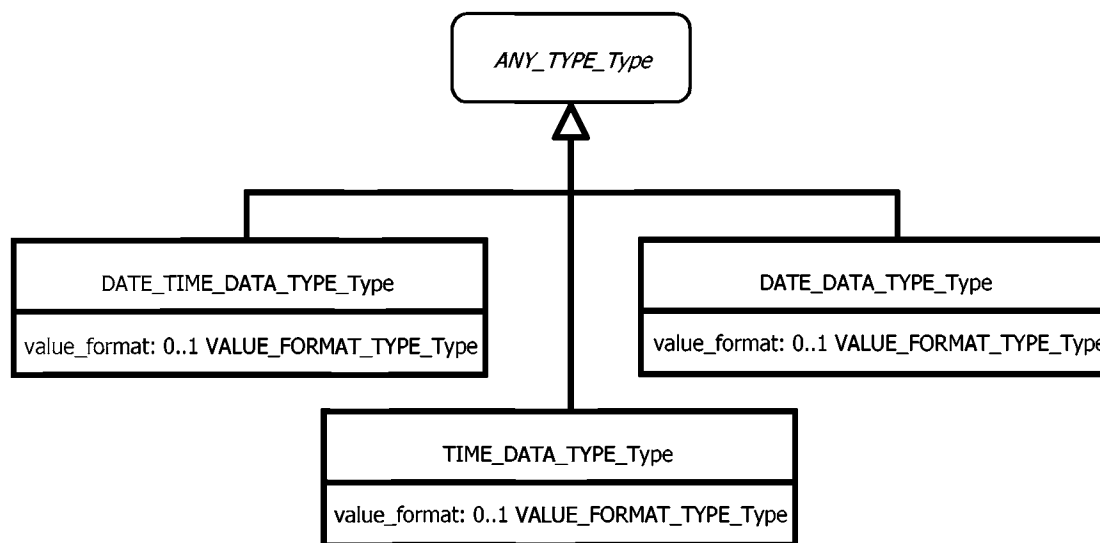 ANY_TYPE_Type
DATE_TIME_DATA_TYPE_Type
value_format: 0..1 VALUE_FORMAT_TYPE_Type
DATE_DATA_TYPE_Type
value_format: 0..1 VALUE_FORMAT_TYPE_Type
TIME_DATA_TYPE_Type
value_format: 0..1 VALUE_FORMAT_TYPE_Type